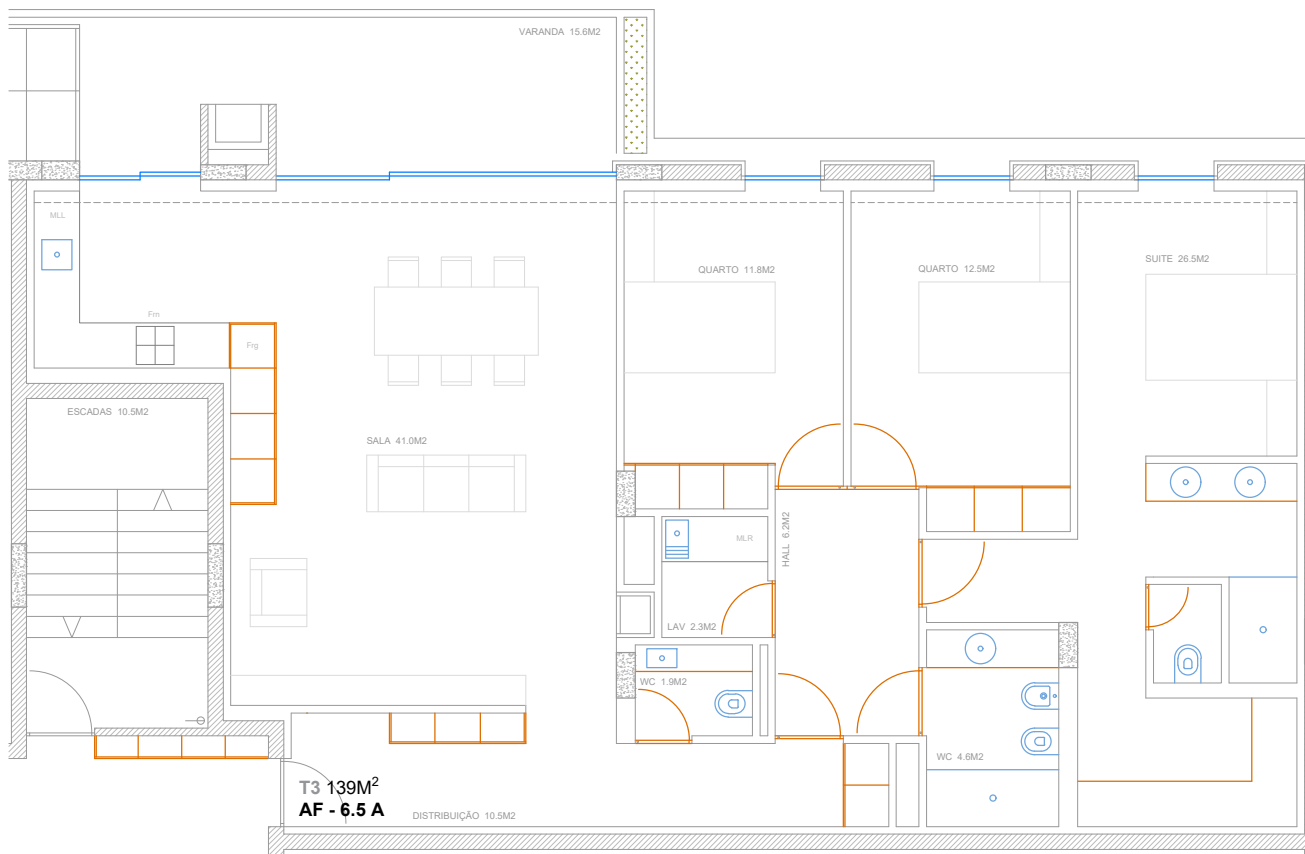 VARANDA 15.6M2
MLL
QUARTO 11.8M2
QUARTO 12.5M2
SUITE 26.5M2
Frn
Frg.
ESCADAS 10.5M2
SALA 41.0M2
MLR
HALL 6.2M2
LAV 2.3M2
WC 1.9M2
WC 4.6M2
T3 139M²
AF - 6.5 A
DISTRIBUIÇÃO 10.5M2